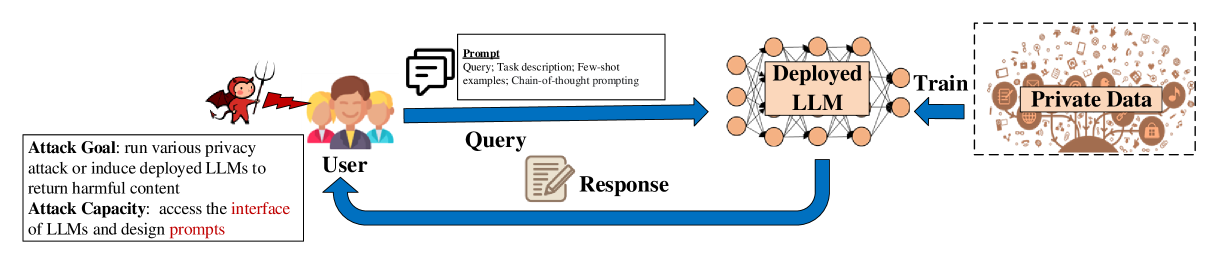 Prompt
Query; Task description; Few-shot
examples; Chain-of-thought prompting
Deployed
LLM
Train
Private Data
Query
User
Response
Attack Goal: run various privacy
attack or induce deployed LLMs to
return harmful content
Attack Capacity: access the interface
of LLMs and design prompts